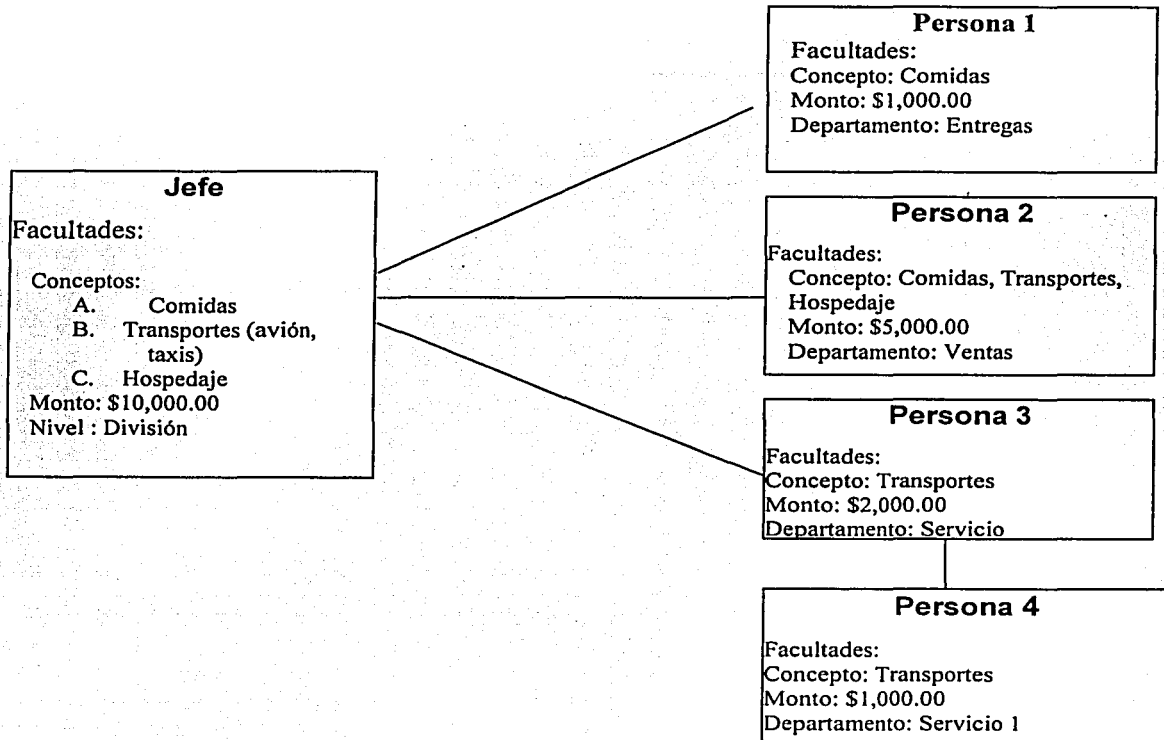 Jefe
Facultades:
Conceptos:
A. Comidas
B. Transportes (avión,
taxis)
C. Hospedaje
Monto: $10,000.00
Nivel : División
Persona 1
Facultades:
Concepto: Comidas
Monto: $1,000.00
Departamento: Entregas
Persona 2
Facultades:
Concepto: Comidas, Transportes,
Hospedaje
Monto: $5,000.00
Departamento: Ventas
Persona 3
Facultades:
Concepto: Transportes
Monto: $2,000.00
Departamento: Servicio
Persona 4
Facultades:
Concepto: Transportes
Monto: $1,000.00
Departamento: Servicio 1